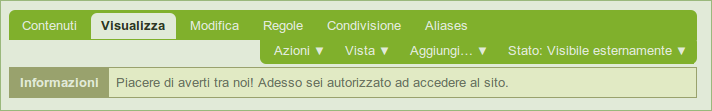 Contenuti Visualizza Modifica Regole Condivisione Aliases
Azioni ▼ Vista ▼ Aggiungi… ▼ Stato: Visibile esternamente ▼
Informazioni Piacere di averti tra noi! Adesso sei autorizzato ad accedere al sito.